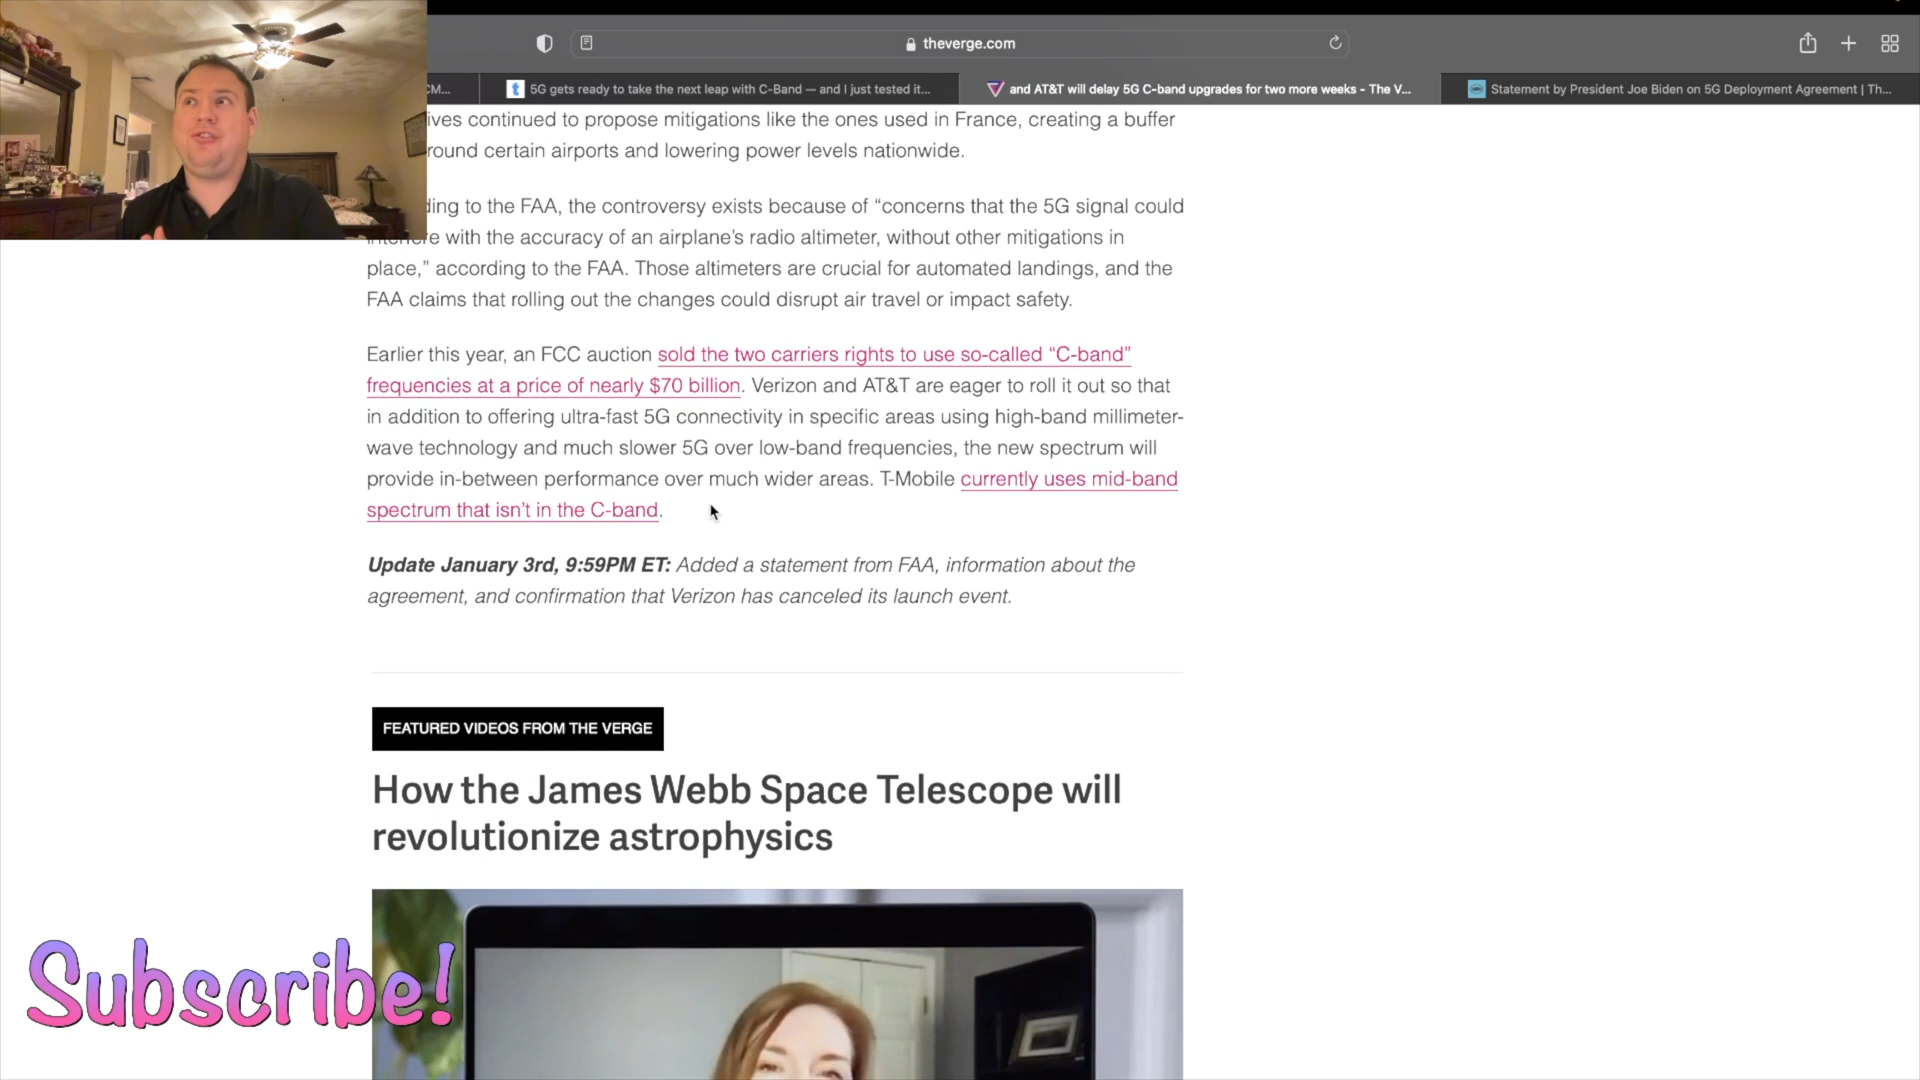 theverge.com
CM...
5G gets ready to take the next leap with C-Band — and I just tested it...
and AT&T will delay 5G C-band upgrades for two more weeks - The V...
Statement by President Joe Biden on 5G Deployment Agreement | Th...
ives continued to propose mitigations like the ones used in France, creating a buffer
round certain airports and lowering power levels nationwide.
ding to the FAA, the controversy exists because of “concerns that the 5G signal could
interfere with the accuracy of an airplane’s radio altimeter, without other mitigations in
place,” according to the FAA. Those altimeters are crucial for automated landings, and the
FAA claims that rolling out the changes could disrupt air travel or impact safety.
Earlier this year, an FCC auction sold the two carriers rights to use so-called “C-band”
frequencies at a price of nearly $70 billion. Verizon and AT&T are eager to roll it out so that
in addition to offering ultra-fast 5G connectivity in specific areas using high-band millimeter-
wave technology and much slower 5G over low-band frequencies, the new spectrum will
provide in-between performance over much wider areas. T-Mobile currently uses mid-band
spectrum that isn’t in the C-band.
Update January 3rd, 9:59PM ET: Added a statement from FAA, information about the
agreement, and confirmation that Verizon has canceled its launch event.
FEATURED VIDEOS FROM THE VERGE
How the James Webb Space Telescope will
revolutionize astrophysics
Subscribe!